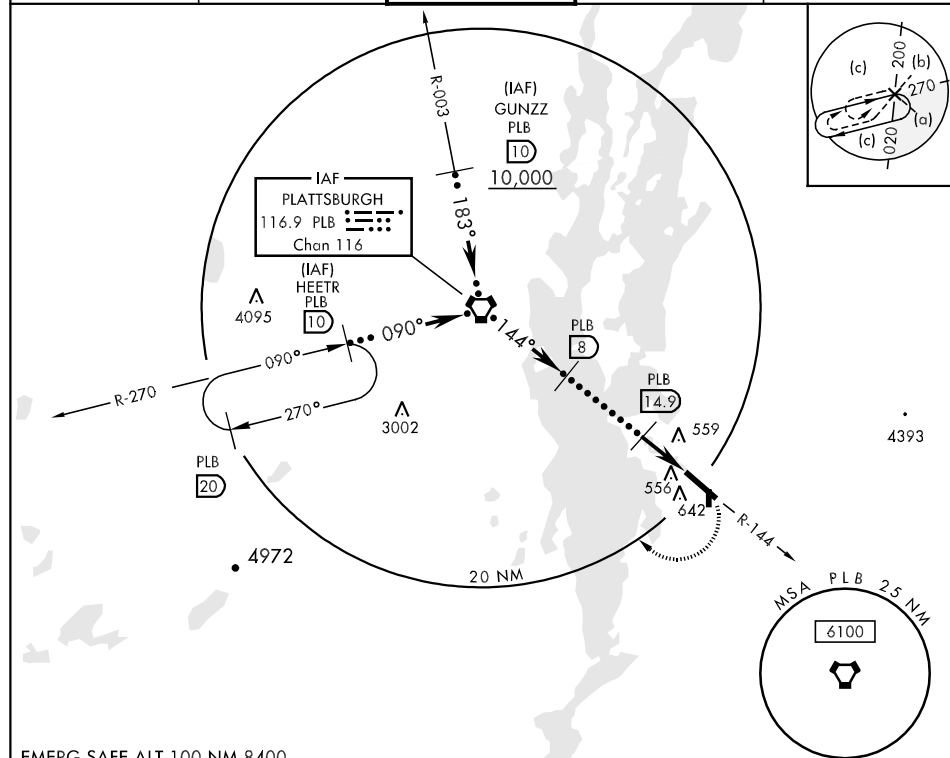 R-003
(IAF)
GUNZZ
PLB
10
10,000
183°
IAF
PLATTSBURGH
116.9 PLB
Chan 116
(IAF)
HEETR
PLB
10
4095
090°
090°
R-270
270°
3002
144°
PLB
8
PLB
14.9
559
556
642
4393
R-144
PLB
20
4972
20 NM
(c)
200
(b)
270
(a)
(c)
020
MSA PLB 25 NM
6100
EMERG SAFE ALT 100 NM 8400